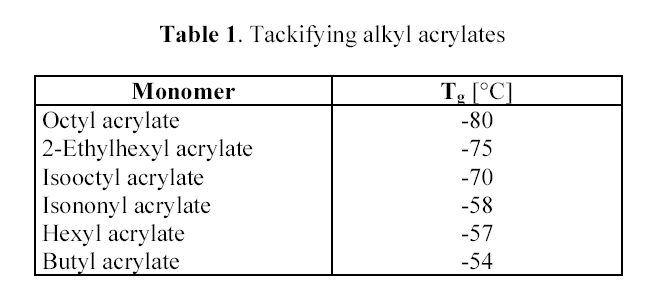 Table 1. Tackifying alkyl acrylates
Monomer Tg [°C]
Octyl acrylate -80
2-Ethylhexyl acrylate -75
Isooctyl acrylate -70
Isononyl acrylate -58
Hexyl acrylate -57
Butyl acrylate -54